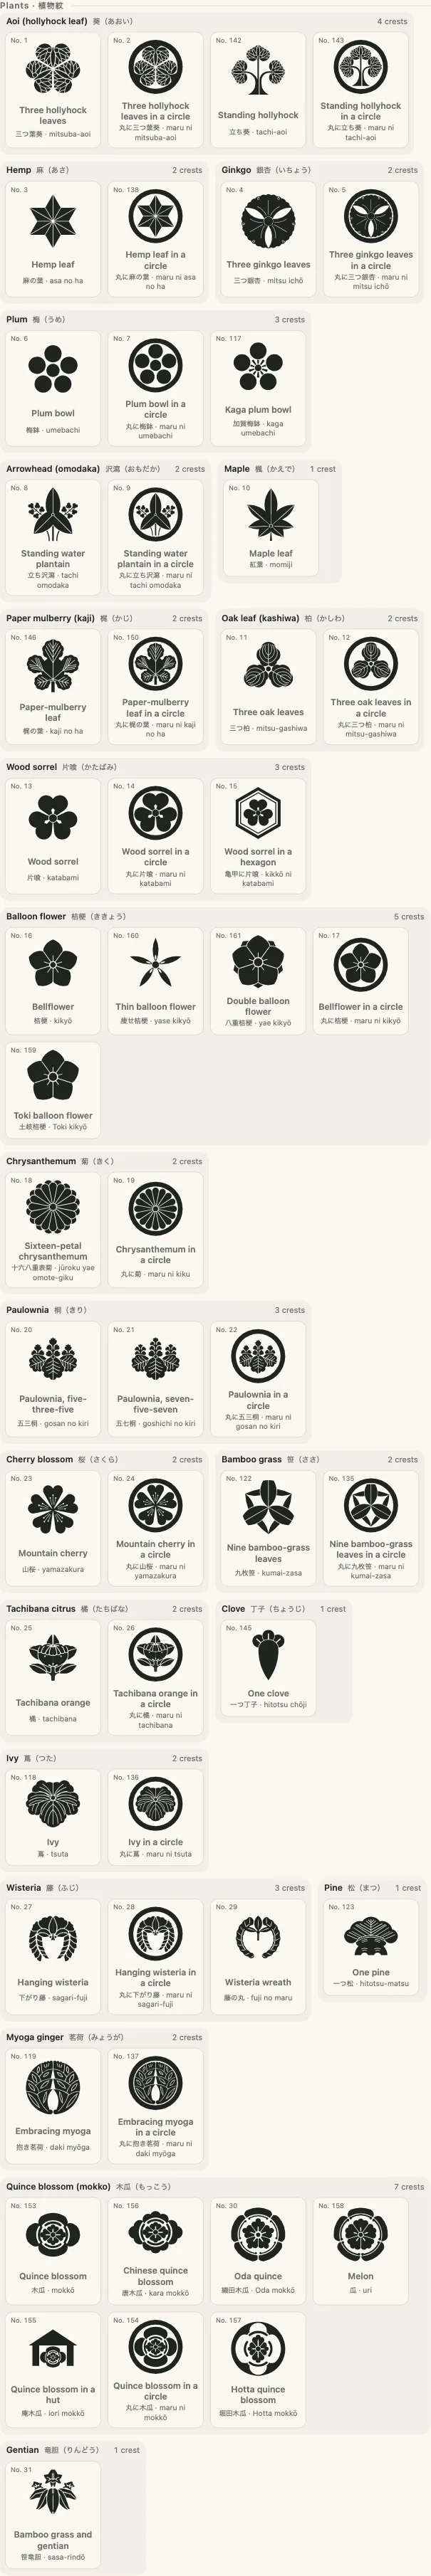 Plants · 植物紋
Aoi (hollyhock leaf) 葵（あおい） 4 crests
No. 1
Three hollyhock
leaves
三つ葉葵 · mitsuba-aoi
No. 2
Three hollyhock
leaves in a circle
丸に三つ葉葵 · maru ni
mitsuba-aoi
No. 142
Standing hollyhock
立ち葵 · tachi-aoi
No. 143
Standing hollyhock
in a circle
丸に立ち葵 · maru ni
tachi-aoi
Hemp 麻（あさ） 2 crests
No. 3
Hemp leaf
麻の葉 · asa no ha
No. 138
Hemp leaf in a
circle
丸に麻の葉 · maru ni asa
no ha
Ginkgo 銀杏（いちょう） 2 crests
No. 4
Three ginkgo leaves
三つ銀杏 · mitsu ichō
No. 5
Three ginkgo leaves
in a circle
丸に三つ銀杏 · maru ni
mitsu ichō
Plum 梅（うめ） 3 crests
No. 6
Plum bowl
梅鉢 · umebachi
No. 7
Plum bowl in a
circle
丸に梅鉢 · maru ni
umebachi
No. 117
Kaga plum bowl
加賀梅鉢 · kaga
umebachi
Arrowhead (omodaka) 沢瀉（おもだか） 2 crests
No. 8
Standing water
plantain
立ち沢瀉 · tachi
omodaka
No. 9
Standing water
plantain in a circle
丸に立ち沢瀉 · maru ni
tachi omodaka
Maple 楓（かえで） 1 crest
No. 10
Maple leaf
紅葉 · momiji
Paper mulberry (kaji) 梶（かじ） 2 crests
No. 146
Paper-mulberry
leaf
梶の葉 · kaji no ha
No. 150
Paper-mulberry
leaf in a circle
丸に梶の葉 · maru ni kaji
no ha
Oak leaf (kashiwa) 柏（かしわ） 2 crests
No. 11
Three oak leaves
三つ柏 · mitsu-gashiwa
No. 12
Three oak leaves in
a circle
丸に三つ柏 · maru ni
mitsu-gashiwa
Wood sorrel 片喰（かたばみ） 3 crests
No. 13
Wood sorrel
片喰 · katabami
No. 14
Wood sorrel in a
circle
丸に片喰 · maru ni
katabami
No. 15
Wood sorrel in a
hexagon
亀甲に片喰 · kikkō ni
katabami
Balloon flower 桔梗（ききょう） 5 crests
No. 16
Bellflower
桔梗 · kikyō
No. 160
Thin balloon flower
痩せ桔梗 · yase kikyō
No. 161
Double balloon
flower
八重桔梗 · yae kikyō
No. 17
Bellflower in a circle
丸に桔梗 · maru ni kikyō
No. 159
Toki balloon flower
土岐桔梗 · Toki kikyō
Chrysanthemum 菊（きく） 2 crests
No. 18
Sixteen-petal
chrysanthemum
十六八重表菊 · jūroku yae
omote-giku
No. 19
Chrysanthemum in
a circle
丸に菊 · maru ni kiku
Paulownia 桐（きり） 3 crests
No. 20
Paulownia, five-
three-five
五三桐 · gosan no kiri
No. 21
Paulownia, seven-
five-seven
五七桐 · goshichi no kiri
No. 22
Paulownia in a
circle
丸に五三桐 · maru ni
gosan no kiri
Cherry blossom 桜（さくら） 2 crests
No. 23
Mountain cherry
山桜 · yamazakura
No. 24
Mountain cherry in
a circle
丸に山桜 · maru ni
yamazakura
Bamboo grass 笹（ささ） 2 crests
No. 122
Nine bamboo-grass
leaves
九枚笹 · kumai-zasa
No. 135
Nine bamboo-grass
leaves in a circle
丸に九枚笹 · maru ni
kumai-zasa
Tachibana citrus 橘（たちばな） 2 crests
No. 25
Tachibana orange
橘 · tachibana
No. 26
Tachibana orange in
a circle
丸に橘 · maru ni
tachibana
Clove 丁子（ちょうじ） 1 crest
No. 145
One clove
一つ丁子 · hitotsu chōji
Ivy 蔦（つた） 2 crests
No. 118
Ivy
蔦 · tsuta
No. 136
Ivy in a circle
丸に蔦 · maru ni tsuta
Wisteria 藤（ふじ） 3 crests
No. 27
Hanging wisteria
下がり藤 · sagari-fuji
No. 28
Hanging wisteria in
a circle
丸に下がり藤 · maru ni
sagari-fuji
No. 29
Wisteria wreath
藤の丸 · fuji no maru
Pine 松（まつ） 1 crest
No. 123
One pine
一つ松 · hitotsu-matsu
Myoga ginger 茗荷（みょうが） 2 crests
No. 119
Embracing myoga
抱き茗荷 · daki myōga
No. 137
Embracing myoga
in a circle
丸に抱き茗荷 · maru ni
daki myōga
Quince blossom (mokko) 木瓜（もっこう） 7 crests
No. 153
Quince blossom
木瓜 · mokkō
No. 156
Chinese quince
blossom
唐木瓜 · kara mokkō
No. 30
Oda quince
織田木瓜 · Oda mokkō
No. 158
Melon
瓜 · uri
No. 155
Quince blossom in a
hut
庵木瓜 · iori mokkō
No. 154
Quince blossom in a
circle
丸に木瓜 · maru ni
mokkō
No. 157
Hotta quince
blossom
堀田木瓜 · Hotta mokkō
Gentian 竜胆（りんどう） 1 crest
No. 31
Bamboo grass and
gentian
笹竜胆 · sasa-rindō